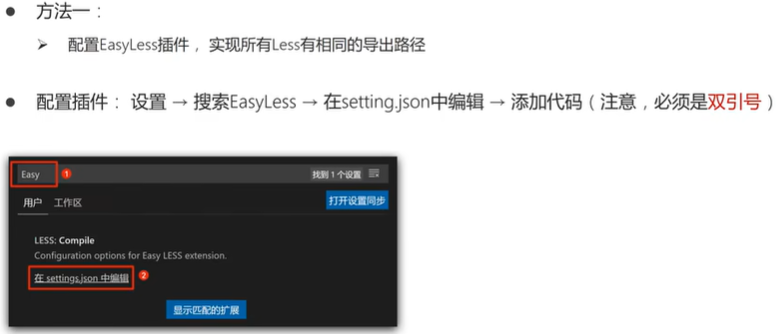 ● 方法一：
➢ 配置EasyLess插件， 实现所有Less有相同的导出路径
● 配置插件： 设置 → 搜索EasyLess → 在setting.json中编辑 → 添加代码（注意，必须是双引号）
Easy ① 找到 1 个设置
用户 工作区 打开设置同步
LESS: Compile
Configuration options for Easy LESS extension.
在 settings.json 中编辑 ②
显示匹配的扩展